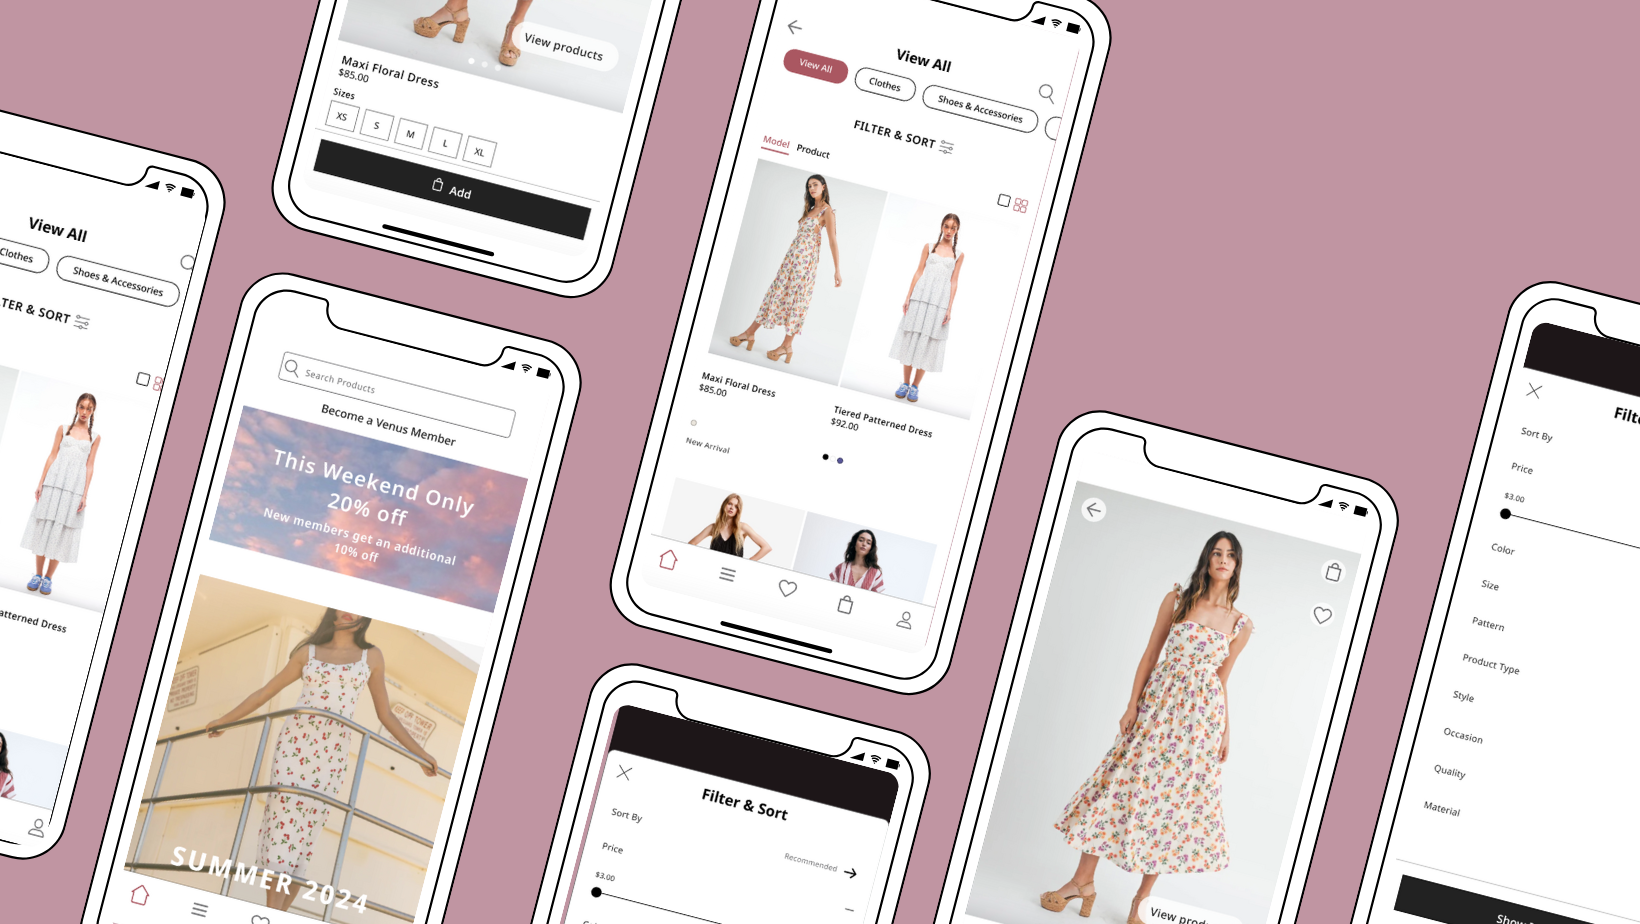 View All
Clothes
Shoes & Accessories
TER & SORT
atterned Dress
View products
Maxi Floral Dress
$85.00
Sizes
XS S M L XL
Add
Search Products
Become a Venus Member
This Weekend Only
20% off
New members get an additional
10% off
SUMMER 2024
View All
View All Clothes Shoes & Accessories
FILTER & SORT
Model Product
Maxi Floral Dress
$85.00
Tiered Patterned Dress
$92.00
New Arrival
Filter & Sort
Sort By
Recommended
Price
$3.00
View prod
Filte
Sort By
Price
$3.00
Color
Size
Pattern
Product Type
Style
Occasion
Quality
Material
Show